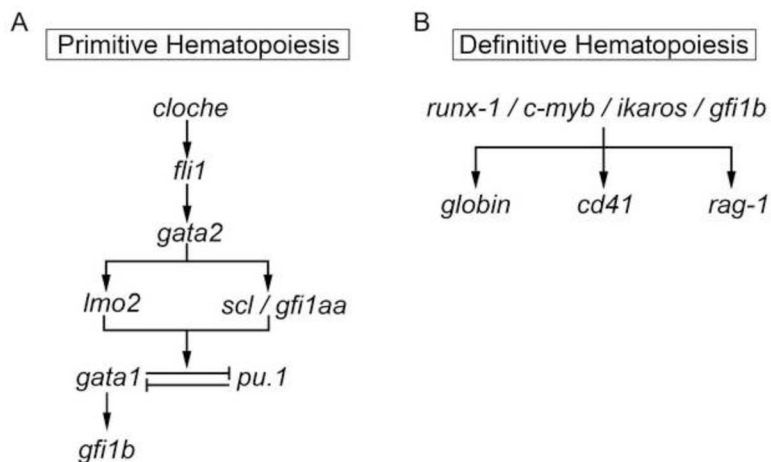 A
Primitive Hematopoiesis
cloche
fli1
gata2
lmo2 scl / gfi1aa
gata1 pu.1
gfi1b
B
Definitive Hematopoiesis
runx-1 / c-myb / ikaros / gfi1b
globin cd41 rag-1